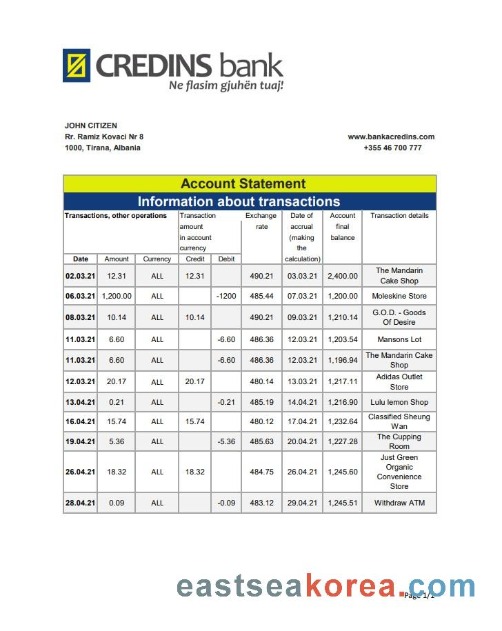 CREDINS bank
Ne flasim gjuhën tuaj!
JOHN CITIZEN
Rr. Ramiz Kovaci Nr 8
1000, Tirana, Albania
www.bankacredins.com
+355 46 700 777
Account Statement
Information about transactions
Transactions, other operations
Transaction
amount
in account
currency
Exchange
rate
Date of
accrual
(making
the
calculation)
Account
final
balance
Transaction details
Date Amount Currency Credit Debit
02.03.21 12.31 ALL 12.31 490.21 03.03.21 2,400.00 The Mandarin
Cake Shop
06.03.21 1,200.00 ALL -1200 485.44 07.03.21 1,200.00 Moleskine Store
08.03.21 10.14 ALL 10.14 490.21 09.03.21 1,210.14 G.O.D. - Goods
Of Desire
11.03.21 6.60 ALL -6.60 486.36 12.03.21 1,203.54 Mansons Lot
11.03.21 6.60 ALL -6.60 486.36 12.03.21 1,196.94 The Mandarin Cake
Shop
12.03.21 20.17 ALL 20.17 480.14 13.03.21 1,217.11 Adidas Outlet
Store
13.04.21 0.21 ALL -0.21 485.19 14.04.21 1,216.90 Lulu lemon Shop
16.04.21 15.74 ALL 15.74 480.12 17.04.21 1,232.64 Classified Sheung
Wan
19.04.21 5.36 ALL -5.36 485.63 20.04.21 1,227.28 The Cupping
Room
26.04.21 18.32 ALL 18.32 484.75 26.04.21 1,245.60 Just Green
Organic
Convenience
Store
28.04.21 0.09 ALL -0.09 483.12 29.04.21 1,245.51 Withdraw ATM
eastseakorea.com
Page 1/1